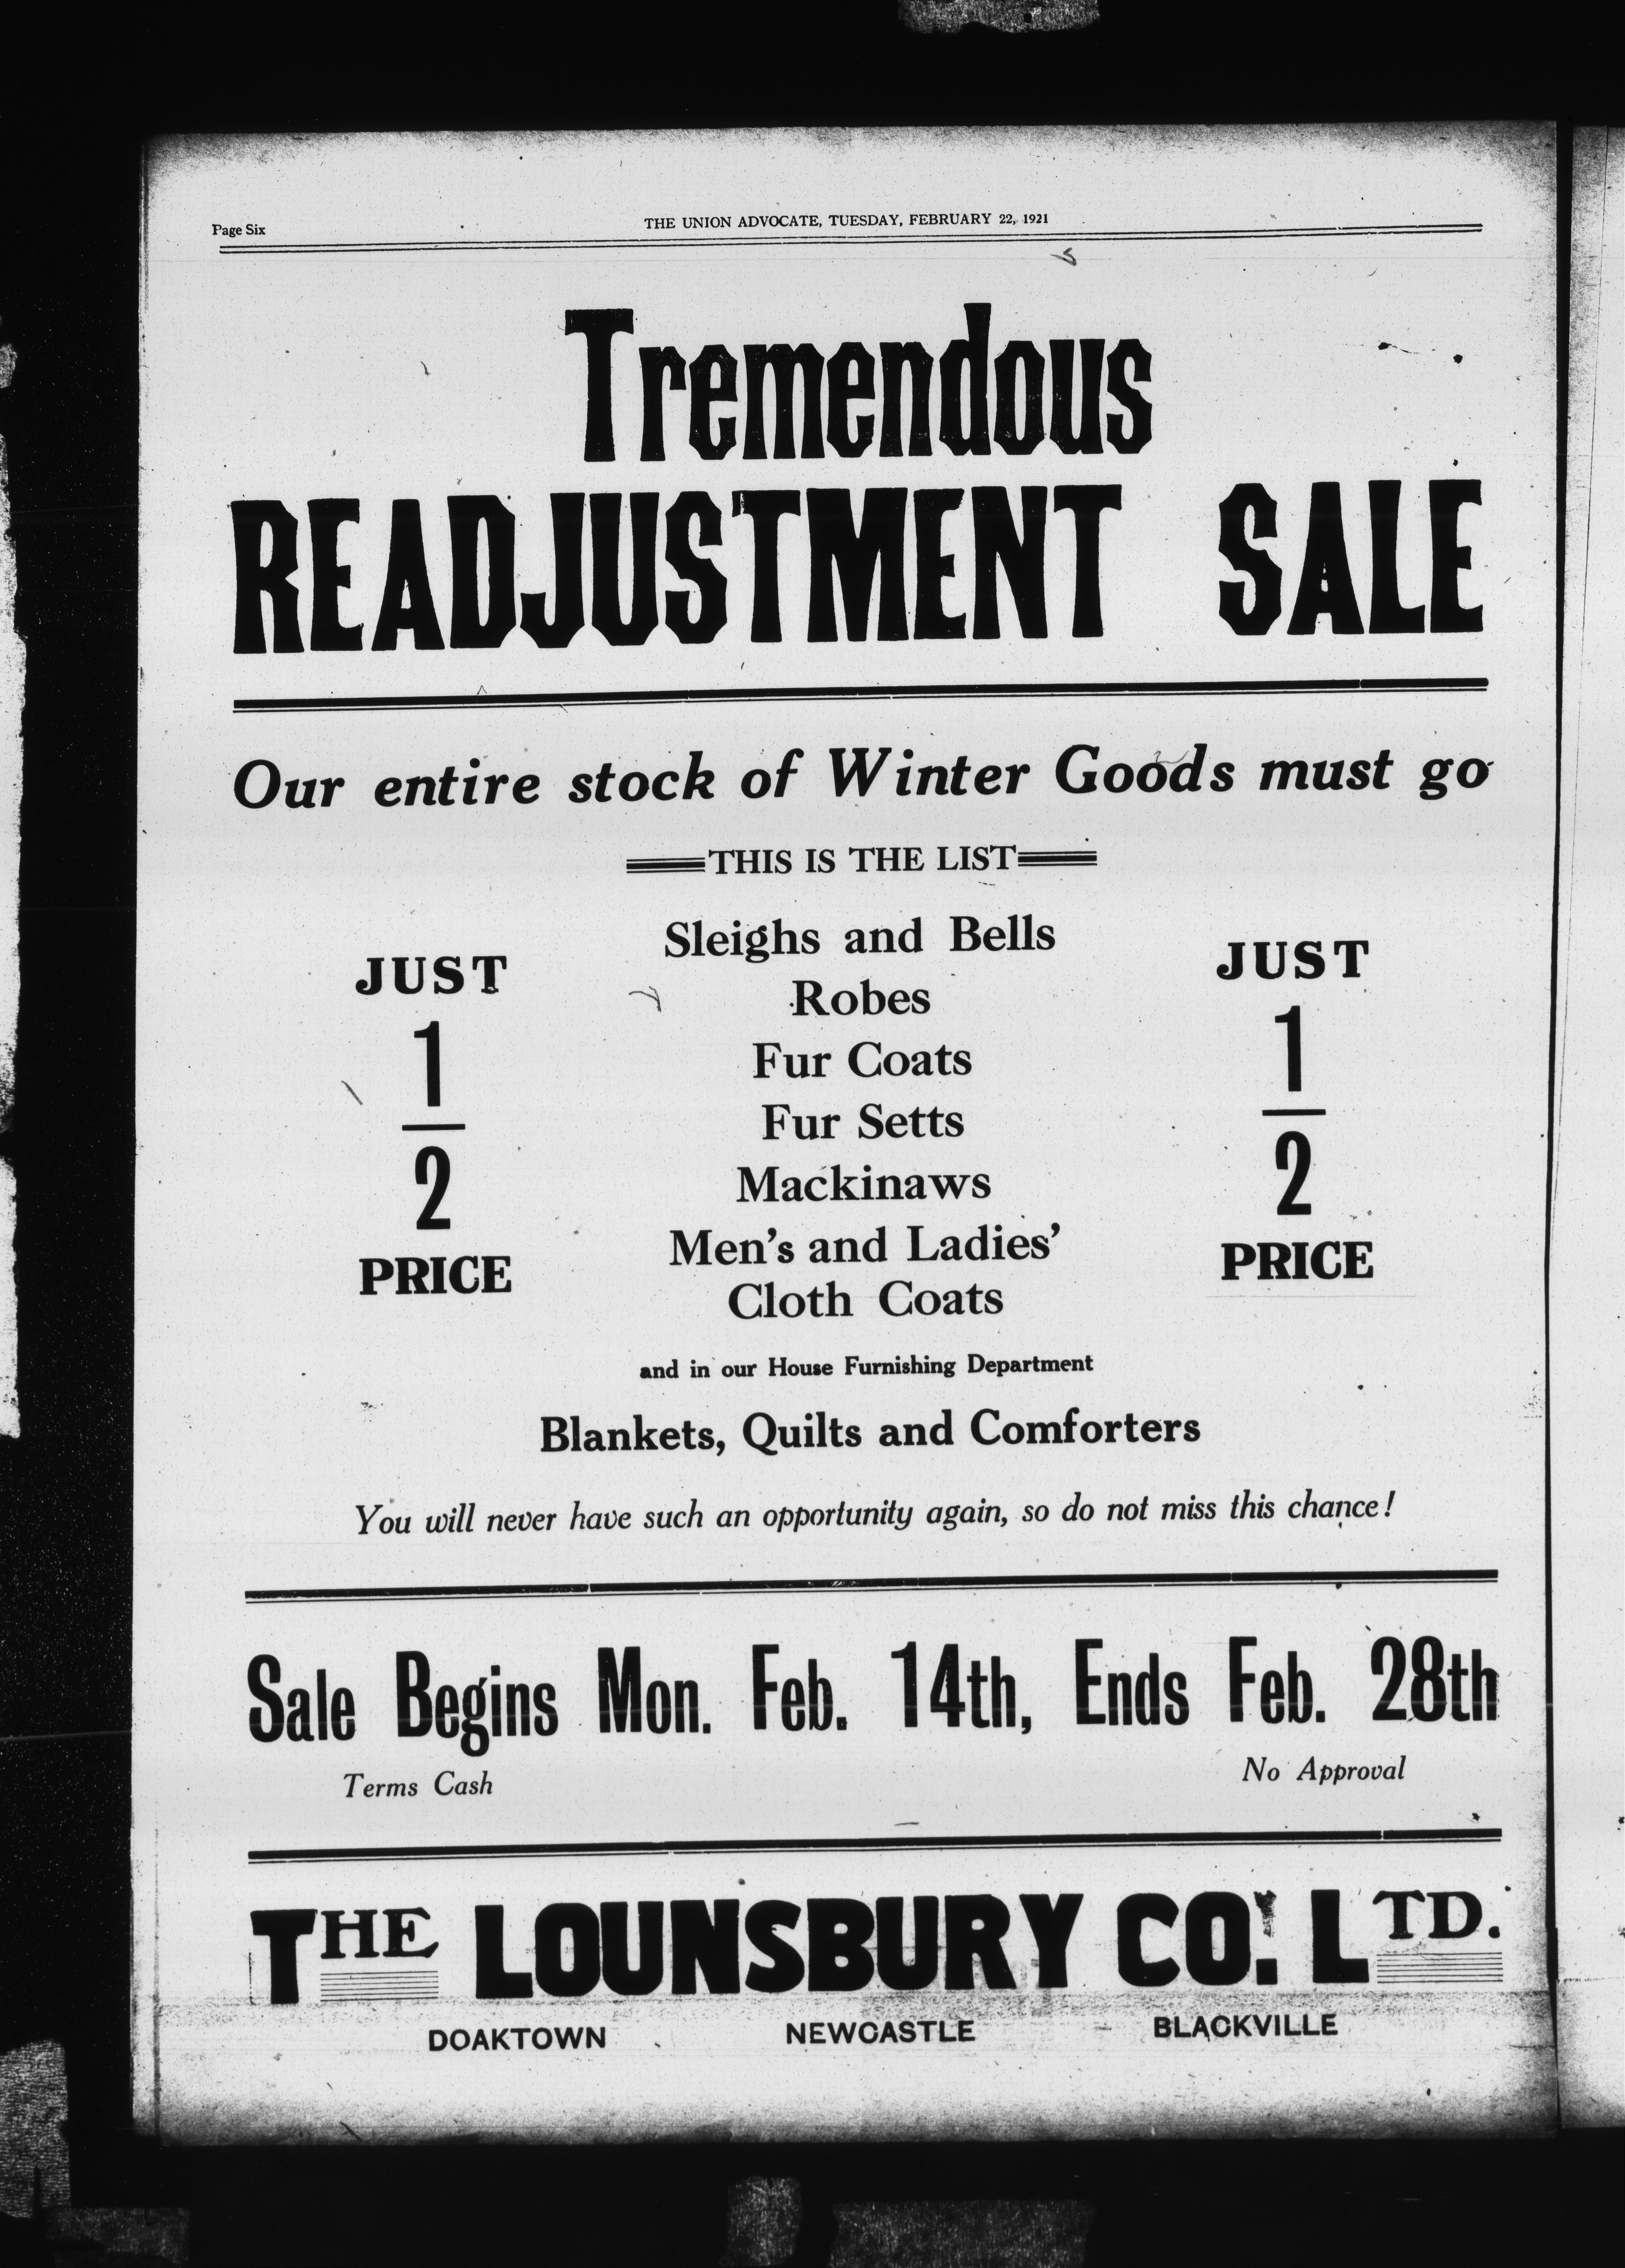 Page Six
THE UNION ADVOCATE, TUESDAY, FEBRUARY 22, 1921
Tremendous
READJUSTMENT SALE
Our entire stock of Winter Goods must go
THIS IS THE LIST
JUST
1
2
PRICE
Sleighs and Bells
Robes
Fur Coats
Fur Setts
Mackinaws
Men's and Ladies'
Cloth Coats
JUST
1
2
PRICE
and in our House Furnishing Department
Blankets, Quilts and Comforters
You will never have such an opportunity again, so do not miss this chance!
Sale Begins Mon. Feb. 14th, Ends Feb. 28th
Terms Cash
No Approval
THE LOUNSBURY CO. LTD.
DOAKTOWN NEWCASTLE BLACKVILLE